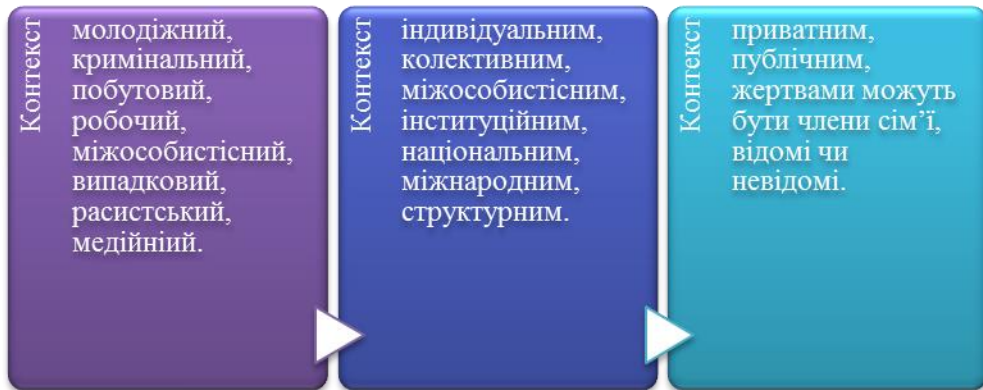 Контекст
молодіжний,
кримінальний,
побутовий,
робочий,
міжособистісний,
випадковий,
расистський,
медійніий.
Контекст
індивідуальним,
колективним,
міжособистісним,
інституційним,
національним,
міжнародним,
структурним.
Контекст
приватним,
публічним,
жертвами можуть
бути члени сім’ї,
відомі чи
невідомі.